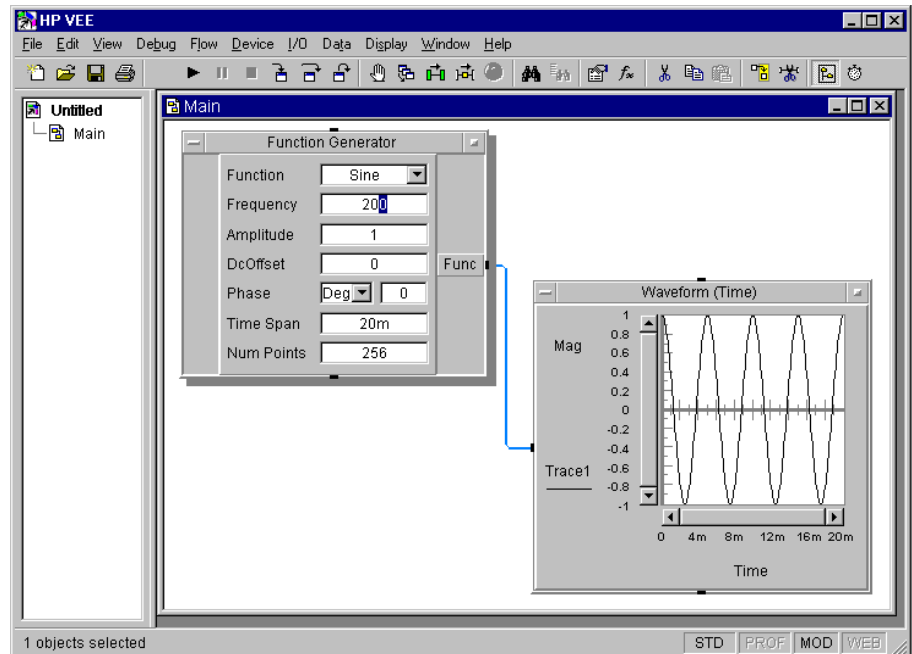 HP VEE
File Edit View Debug Flow Device I/O Data Display Window Help
Untitled
Main
Main
Function Generator
Function Sine
Frequency 200
Amplitude 1
DcOffset 0
Func
Phase Deg 0
Time Span 20m
Num Points 256
Waveform (Time)
Mag
1
0.8
0.6
0.4
0.2
0
-0.2
-0.4
-0.6
-0.8
-1
Trace1
0 4m 8m 12m 16m 20m
Time
1 objects selected
STD PROF MOD WEB